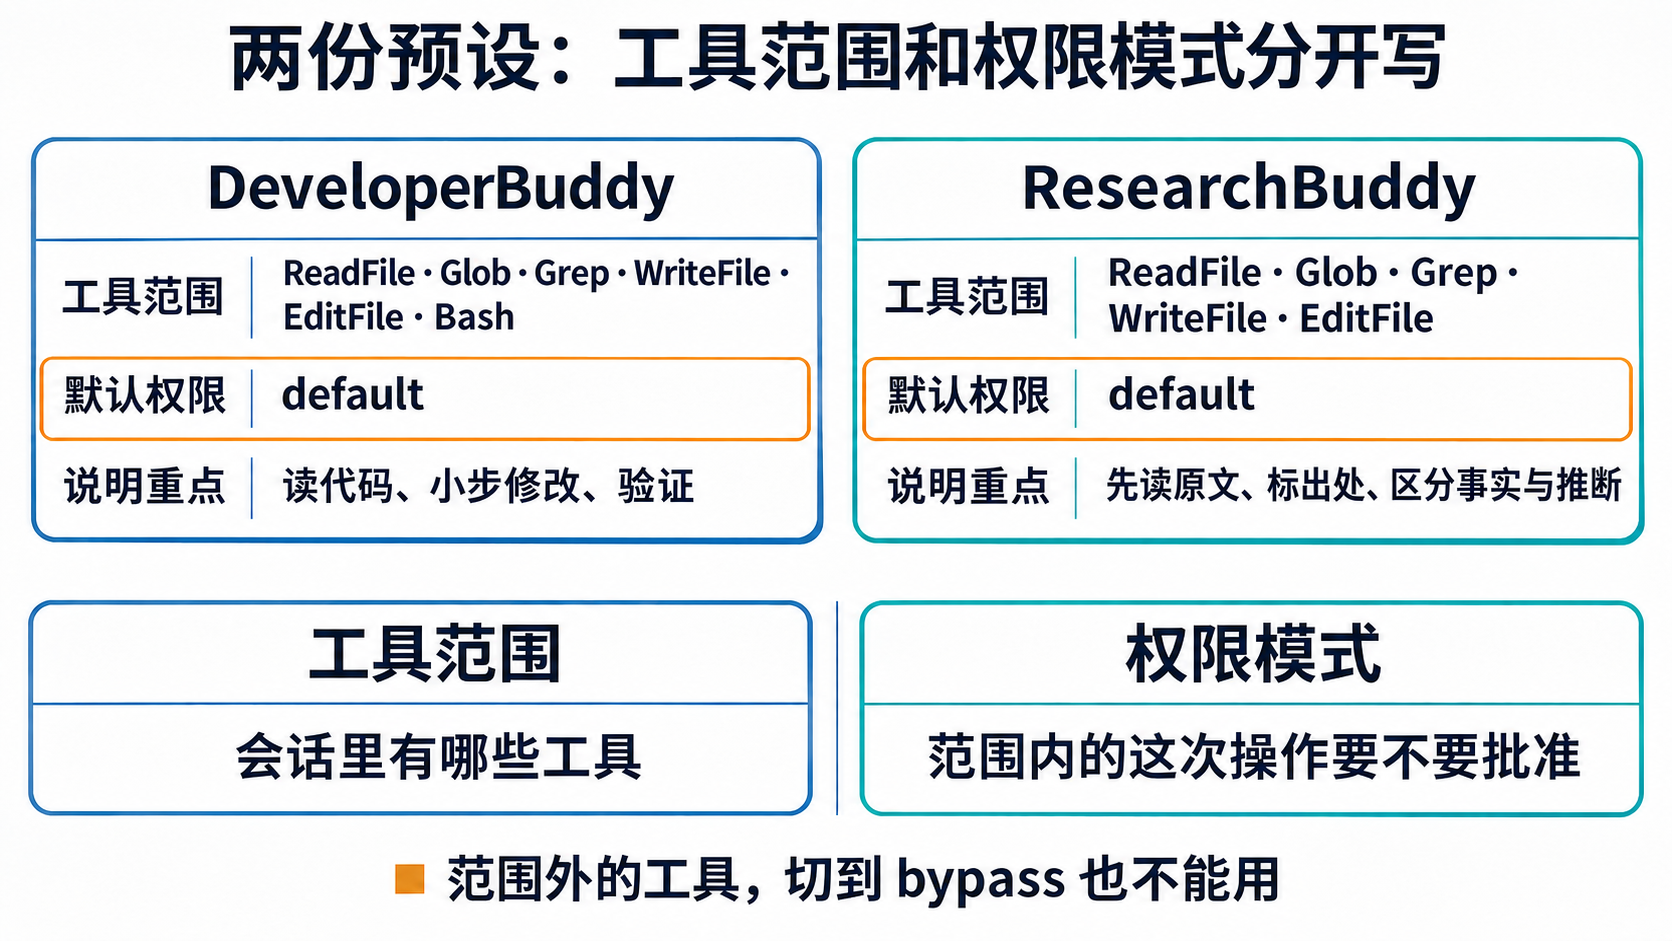 两份预设：工具范围和权限模式分开写
DeveloperBuddy
工具范围
ReadFile · Glob · Grep · WriteFile ·
EditFile · Bash
默认权限
default
说明重点
读代码、小步修改、验证
ResearchBuddy
工具范围
ReadFile · Glob · Grep ·
WriteFile · EditFile
默认权限
default
说明重点
先读原文、标出处、区分事实与推断
工具范围
会话里有哪些工具
权限模式
范围内的这次操作要不要批准
范围外的工具，切到 bypass 也不能用